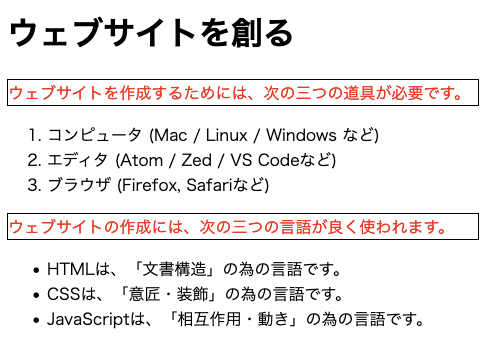 ウェブサイトを創る
ウェブサイトを作成するためには、次の三つの道具が必要です。
1. コンピュータ (Mac / Linux / Windows など)
2. エディタ (Atom / Zed / VS Codeなど)
3. ブラウザ (Firefox, Safariなど)
ウェブサイトの作成には、次の三つの言語が良く使われます。
• HTMLは、「文書構造」の為の言語です。
• CSSは、「意匠・装飾」の為の言語です。
• JavaScriptは、「相互作用・動き」の為の言語です。